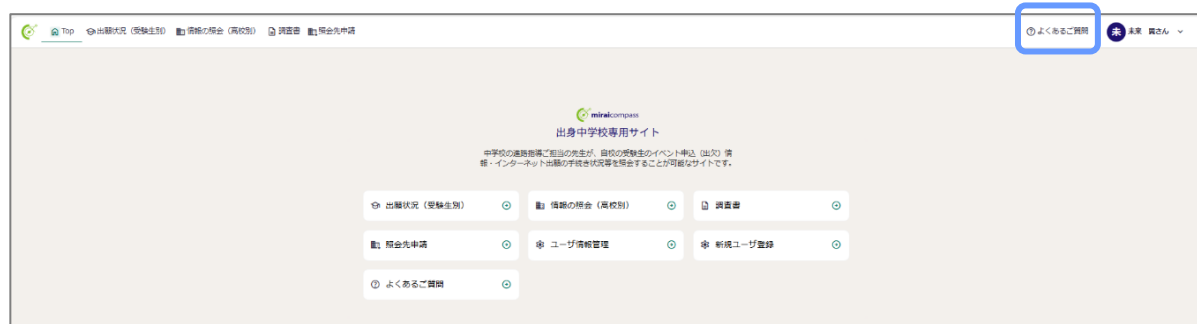 Top 出願状況（受験生別） 情報の照会（高校別） 調査書 照会先申請 よくあるご質問 未 未来 翼さん
miraicompass
出身中学校専用サイト
中学校の進路指導ご担当の先生が、自校の受験生のイベント申込（出欠）情
報・インターネット出願の手続き状況等を照会することが可能なサイトです。
出願状況（受験生別） 情報の照会（高校別） 調査書
照会先申請 ユーザ情報管理 新規ユーザ登録
よくあるご質問